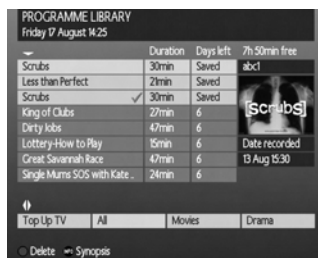 PROGRAMME LIBRARY
Friday 17 August 14:25
Duration Days left 7h 50min free
Scrubs 30min Saved abc1
Less than Perfect 21min Saved
Scrubs ✓ 30min Saved
King of Clubs 27min 6 [scrubs]
Dirty Jobs 47min 6
Lottery-How to Play 15min 6 Date recorded
Great Savannah Race 47min 6 13 Aug 15:30
Single Mums SOS with Kate .. 24min 6
Top Up TV All Movies Drama
Delete Synopsis